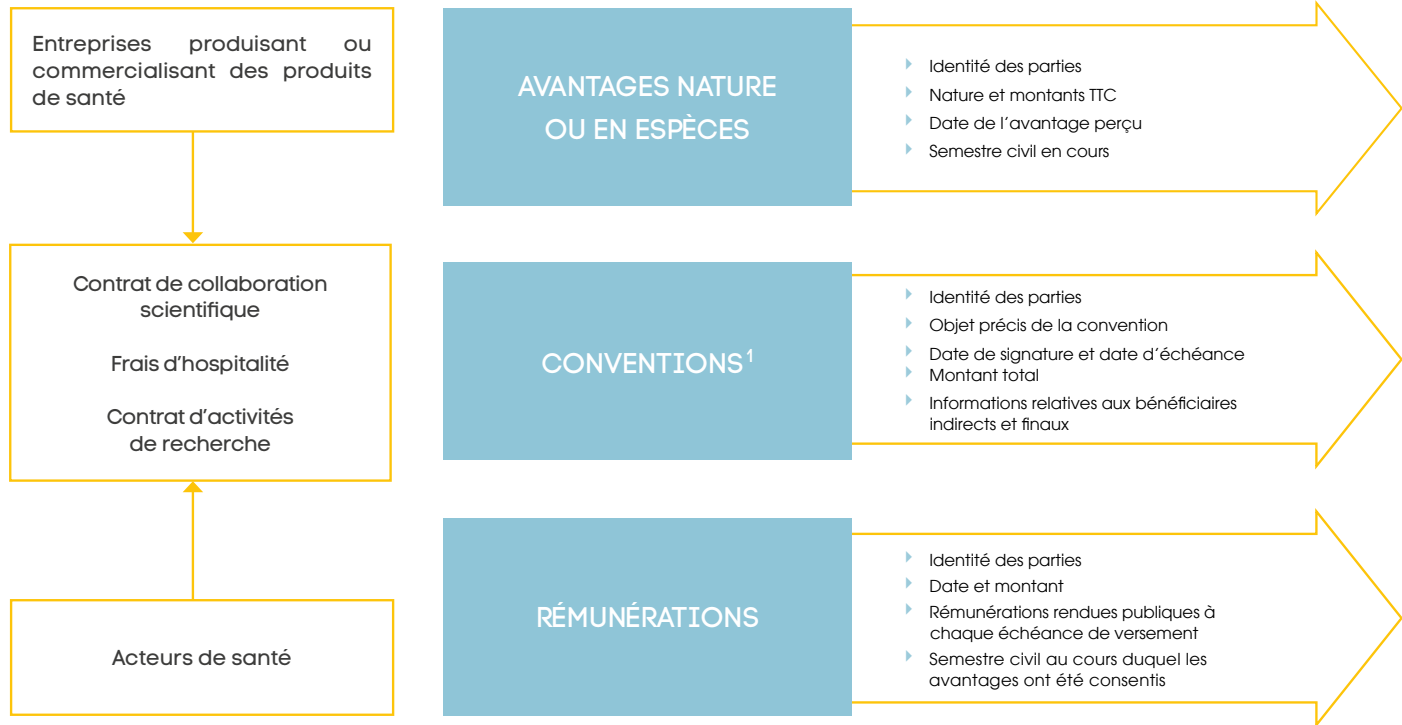 Entreprises produisant ou
commercialisant des produits
de santé
Contrat de collaboration
scientifique
Frais d'hospitalité
Contrat d'activités
de recherche
Acteurs de santé
AVANTAGES NATURE
OU EN ESPÈCES
Identité des parties
Nature et montants TTC
Date de l'avantage perçu
Semestre civil en cours
CONVENTIONS¹
Identité des parties
Objet précis de la convention
Date de signature et date d'échéance
Montant total
Informations relatives aux bénéficiaires
indirects et finaux
RÉMUNÉRATIONS
Identité des parties
Date et montant
Rémunérations rendues publiques à
chaque échéance de versement
Semestre civil au cours duquel les
avantages ont été consentis